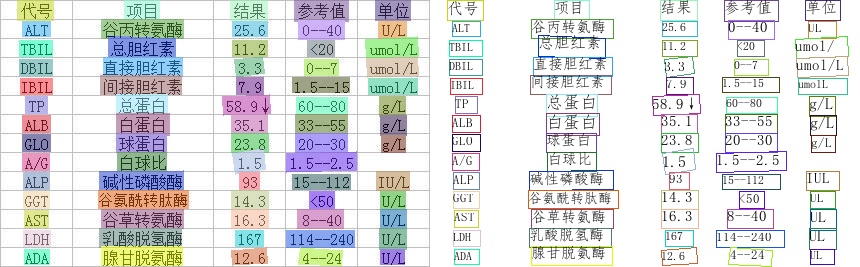 代号 项目 结果 参考值 单位
ALT 谷丙转氨酶 25.6 0--40 U/L
TBIL 总胆红素 11.2 <20 umol/L
DBIL 直接胆红素 3.3 0--7 umol/L
IBIL 间接胆红素 7.9 1.5--15 umol/L
TP 总蛋白 58.9↓ 60--80 g/L
ALB 白蛋白 35.1 33--55 g/L
GLO 球蛋白 23.8 20--30 g/L
A/G 白球比 1.5 1.5--2.5
ALP 碱性磷酸酶 93 15--112 IU/L
GGT 谷氨酰转肽酶 14.3 <50 U/L
AST 谷草转氨酶 16.3 8--40 U/L
LDH 乳酸脱氢酶 167 114--240 U/L
ADA 腺甘脱氨酶 12.6 4--24 U/L
代号 项目 结果 参考值 单位
ALT 谷丙转氨酶 25.6 0--40 UL
TBIL 总胆红素 11.2 <20 umol/
DBIL 直接胆红素 3.3 0--7 umol/L
IBIL 间接胆红素 7.9 1.5--15 umolL
TP 总蛋白 58.9↓ 60--80 g/L
ALB 白蛋白 35.1 33--55 g/L
GLO 球蛋白 23.8 20--30 g/L
A/G 白球比 1.5 1.5--2.5
ALP 碱性磷酸酶 93 15--112 IUL
GGT 谷氨酰转肽酶 14.3 <50 UL
AST 谷草转氨酶 16.3 8--40 UL
LDH 乳酸脱氢酶 167 114--240 UL
ADA 腺甘脱氨酶 12.6 4--24 UL